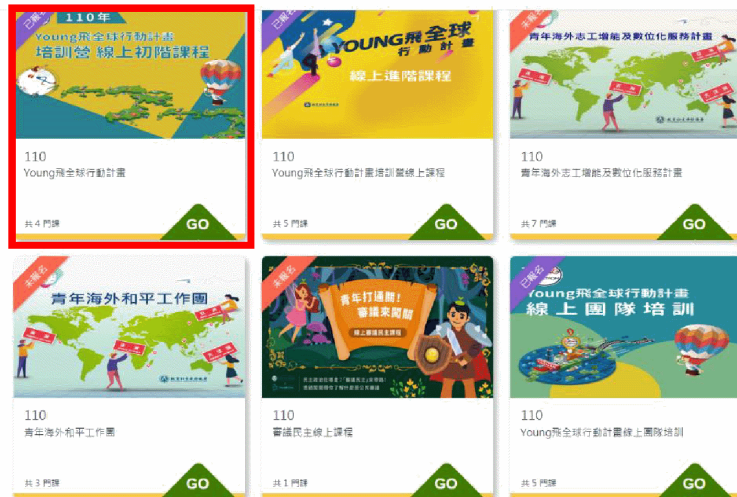 已報名
110年
Young飛全球行動計畫
培訓營 線上初階課程
110
Young飛全球行動計畫
共 4 門課
GO
YOUNG飛全球
行動計畫
線上進階課程
110
Young飛全球行動計畫培訓營線上課程
共 5 門課
GO
未報名
青年海外志工增能及數位化服務計畫
110
青年海外志工增能及數位化服務計畫
共 7 門課
GO
未報名
青年海外和平工作團
110
青年海外和平工作團
共 3 門課
GO
未報名
青年打通關!
審議來闖關
線上審議民主課程
110
審議民主線上課程
共 1 門課
GO
已報名
Young飛全球行動計畫
線上團隊培訓
110
Young飛全球行動計畫線上團隊培訓
共 5 門課
GO